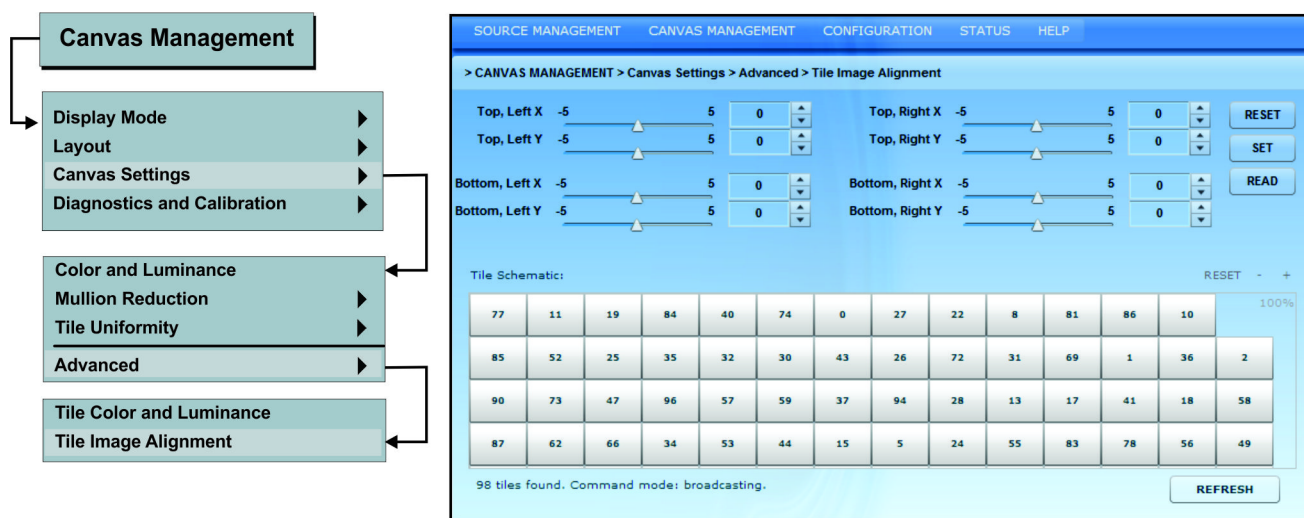 Canvas Management
Display Mode
Layout
Canvas Settings
Diagnostics and Calibration
Color and Luminance
Mullion Reduction
Tile Uniformity
Advanced
Tile Color and Luminance
Tile Image Alignment
SOURCE MANAGEMENT CANVAS MANAGEMENT CONFIGURATION STATUS HELP
> CANVAS MANAGEMENT > Canvas Settings > Advanced > Tile Image Alignment
Top, Left X -5 5 0 Top, Right X -5 5 0 RESET
Top, Left Y -5 5 0 Top, Right Y -5 5 0 SET
Bottom, Left X -5 5 0 Bottom, Right X -5 5 0 READ
Bottom, Left Y -5 5 0 Bottom, Right Y -5 5 0
Tile Schematic: RESET - +
100%
77 11 19 84 40 74 0 27 22 8 81 86 10
85 52 25 35 32 30 43 26 72 31 69 1 36 2
90 73 47 96 57 59 37 94 28 13 17 41 18 58
87 62 66 34 53 44 15 5 24 55 83 78 56 49
98 tiles found. Command mode: broadcasting.
REFRESH